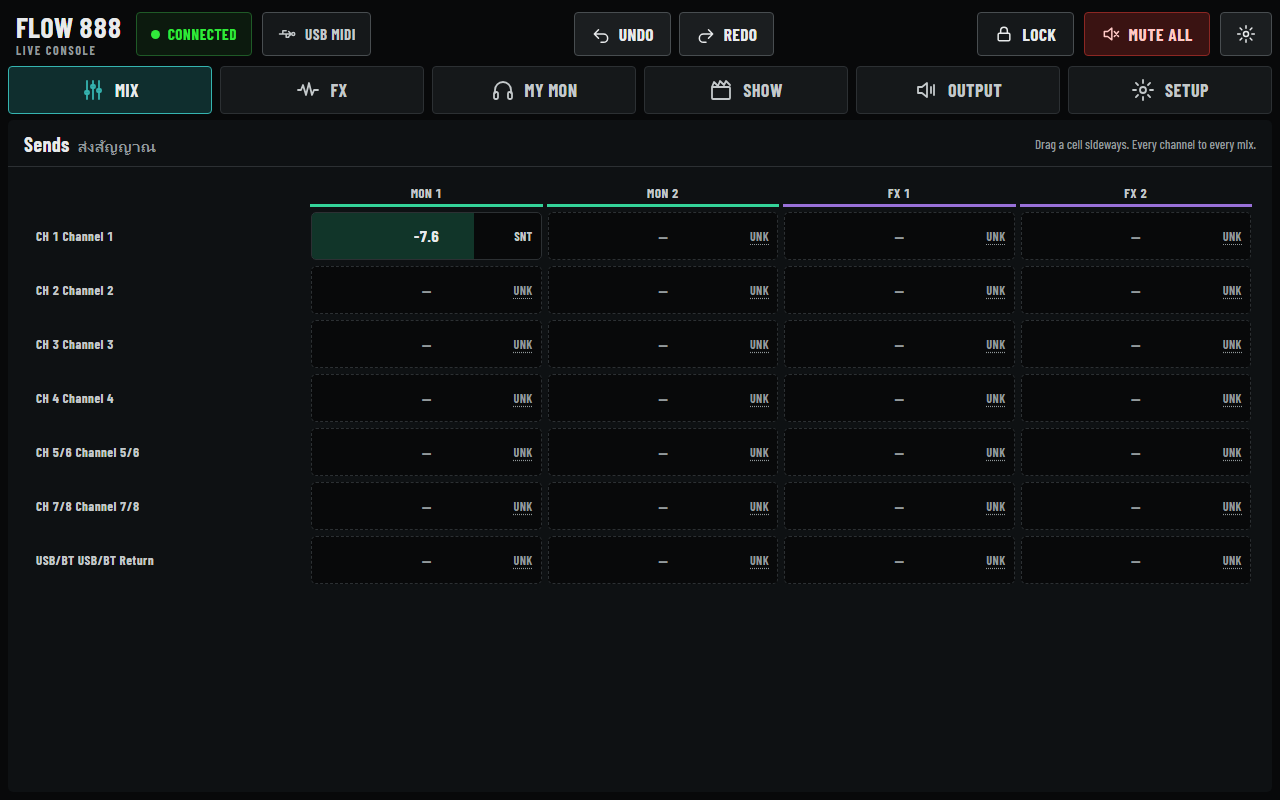 FLOW 888
LIVE CONSOLE
CONNECTED
USB MIDI
UNDO
REDO
LOCK
MUTE ALL
MIX
FX
MY MON
SHOW
OUTPUT
SETUP
Sends ส่งสัญญาณ
Drag a cell sideways. Every channel to every mix.
MON 1 MON 2 FX 1 FX 2
CH 1 Channel 1 -7.6 SNT — UNK — UNK — UNK
CH 2 Channel 2 — UNK — UNK — UNK — UNK
CH 3 Channel 3 — UNK — UNK — UNK — UNK
CH 4 Channel 4 — UNK — UNK — UNK — UNK
CH 5/6 Channel 5/6 — UNK — UNK — UNK — UNK
CH 7/8 Channel 7/8 — UNK — UNK — UNK — UNK
USB/BT USB/BT Return — UNK — UNK — UNK — UNK